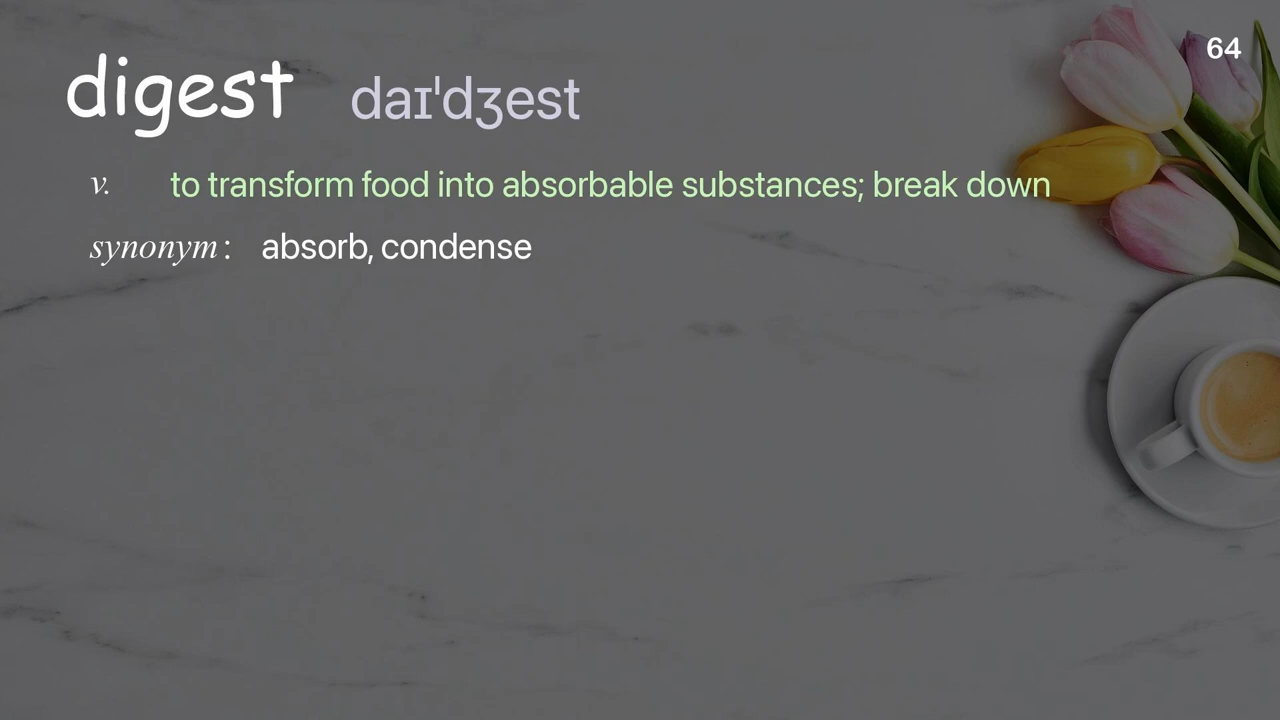 64
digest daɪˈdʒest
v. to transform food into absorbable substances; break down
synonym : absorb, condense